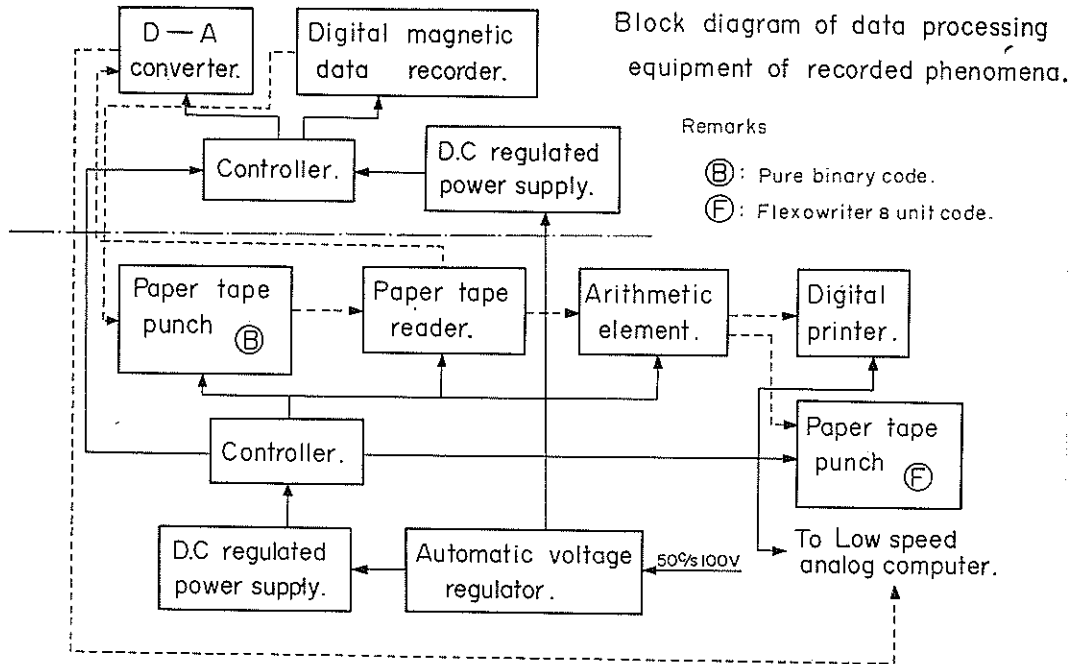 Block diagram of data processing
equipment of recorded phenomena.
D—A
converter.
Digital magnetic
data recorder.
Remarks
Ⓑ: Pure binary code.
Ⓕ: Flexowriter 8 unit code.
Controller.
D.C regulated
power supply.
Paper tape
punch Ⓑ
Paper tape
reader.
Arithmetic
element.
Digital
printer.
Controller.
Paper tape
punch Ⓕ
D.C regulated
power supply.
Automatic voltage
regulator.
50c/s 100V
To Low speed
analog computer.